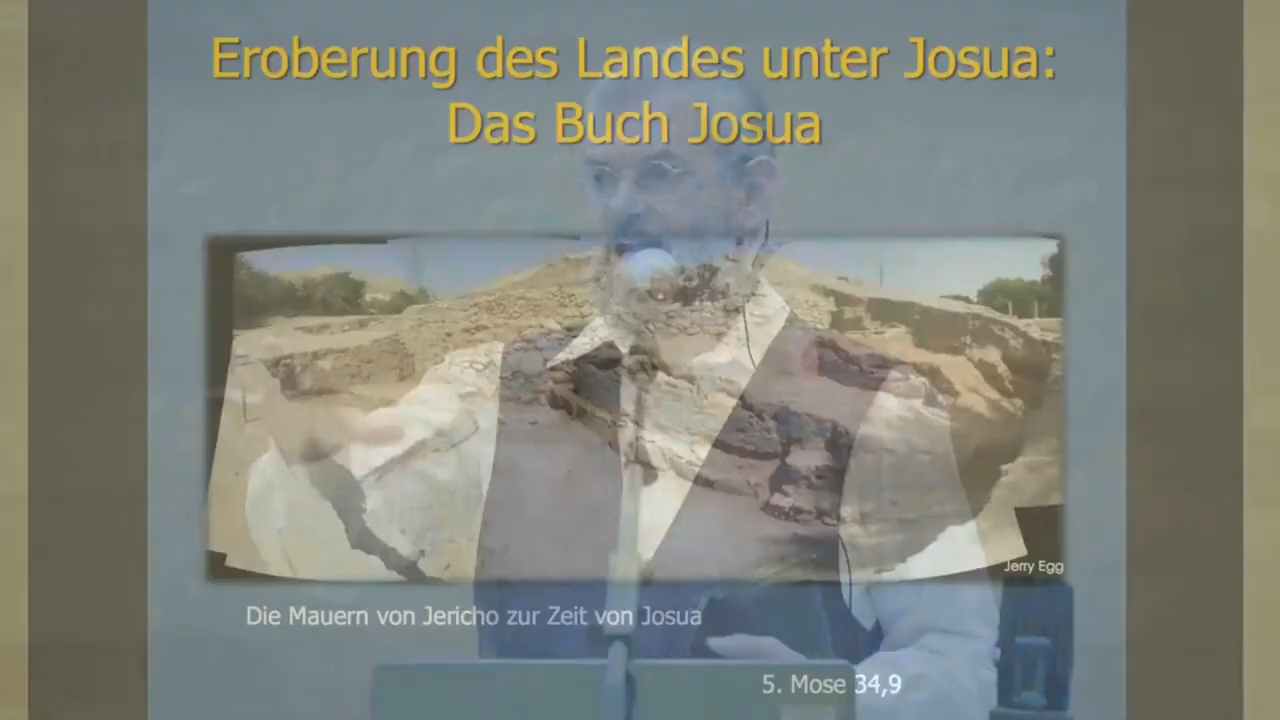 Eroberung des Landes unter Josua:
Das Buch Josua
Jerry Egg
Die Mauern von Jericho zur Zeit von Josua
5. Mose 34,9